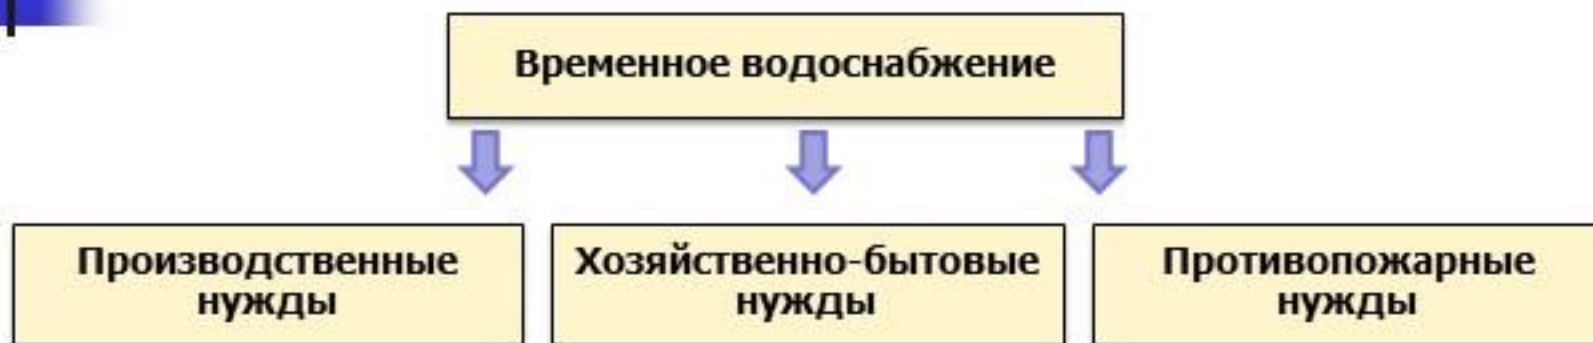 Временное водоснабжение
Производственные
нужды
Хозяйственно-бытовые
нужды
Противопожарные
нужды